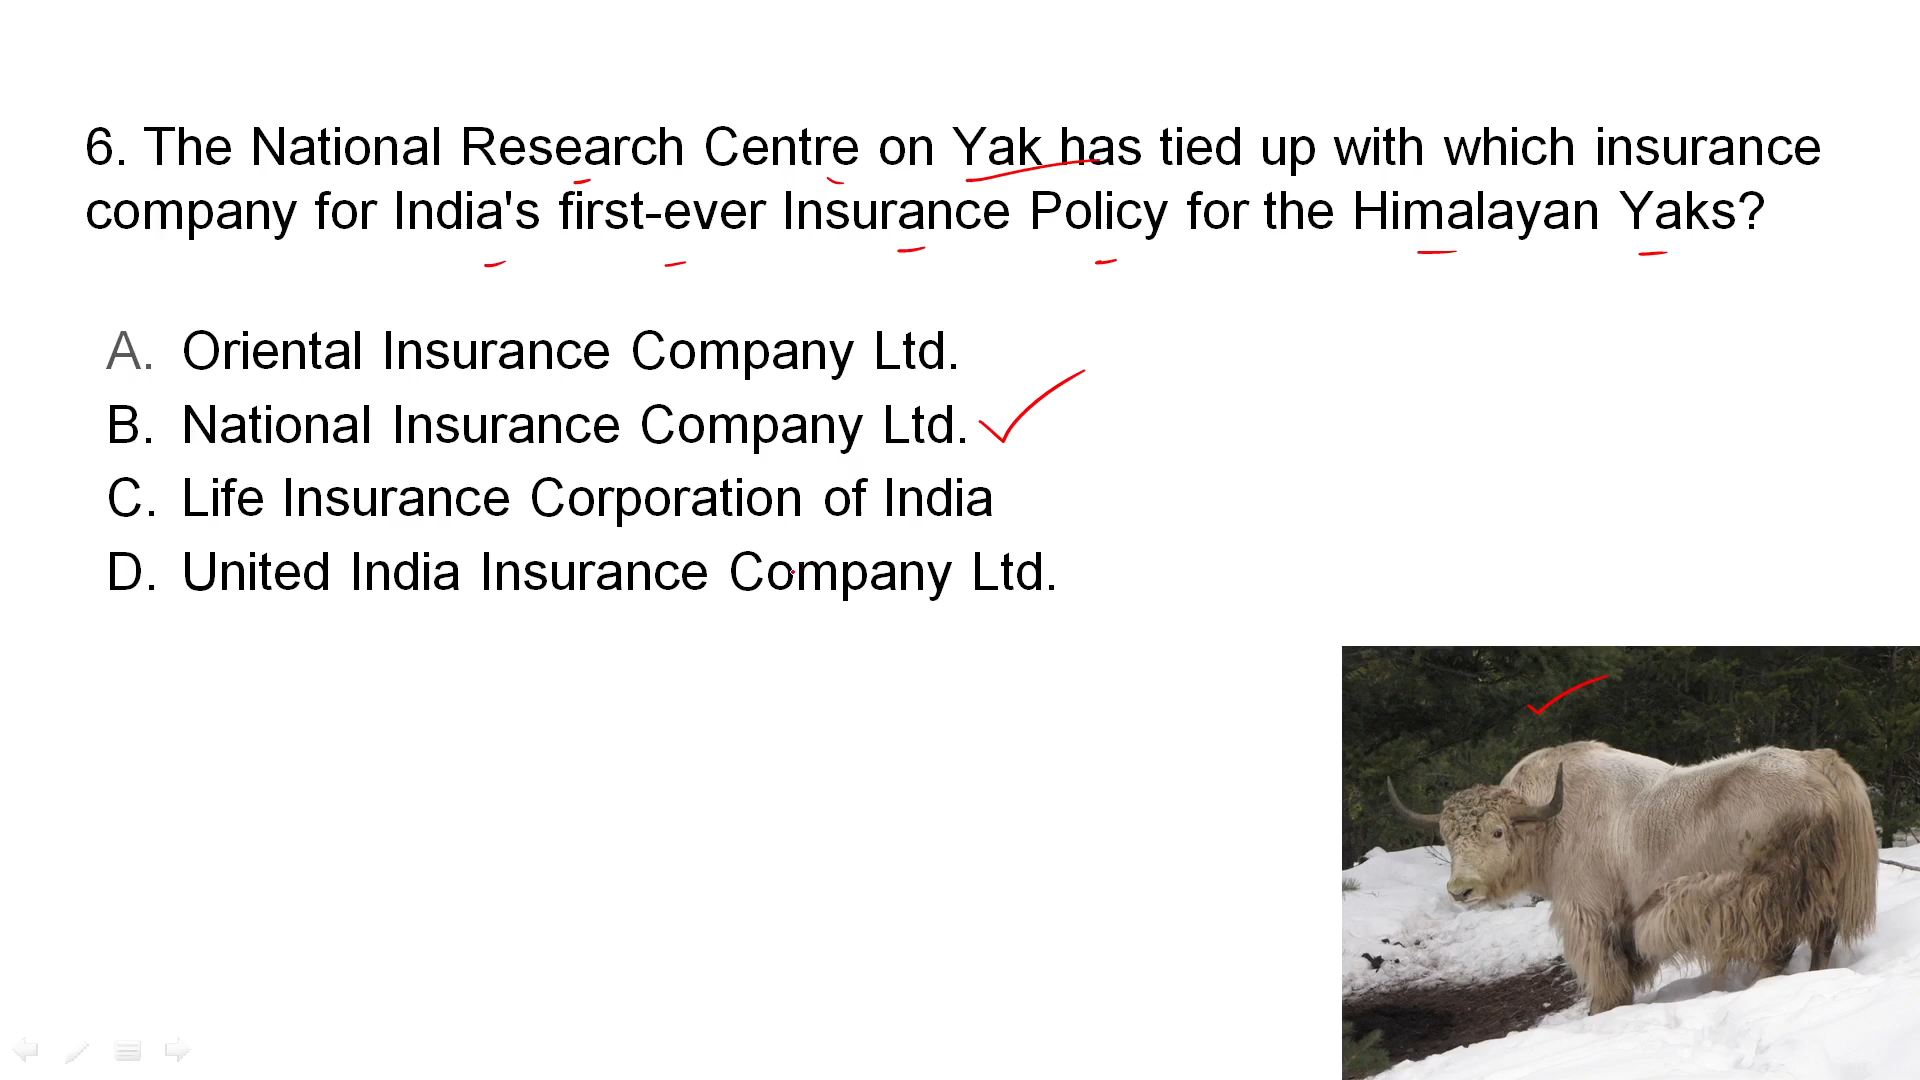 6. The National Research Centre on Yak has tied up with which insurance
company for India's first-ever Insurance Policy for the Himalayan Yaks?
A. Oriental Insurance Company Ltd.
B. National Insurance Company Ltd.
C. Life Insurance Corporation of India
D. United India Insurance Company Ltd.